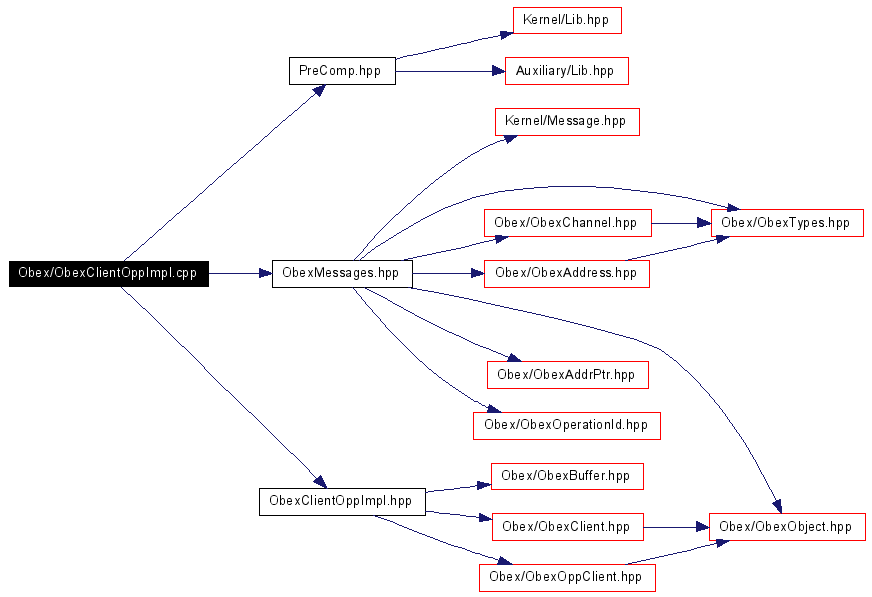 Kernel/Lib.hpp
PreComp.hpp
Auxiliary/Lib.hpp
Kernel/Message.hpp
Obex/ObexChannel.hpp
Obex/ObexTypes.hpp
Obex/ObexClientOppImpl.cpp
ObexMessages.hpp
Obex/ObexAddress.hpp
Obex/ObexAddrPtr.hpp
Obex/ObexOperationId.hpp
Obex/ObexBuffer.hpp
ObexClientOppImpl.hpp
Obex/ObexClient.hpp
Obex/ObexObject.hpp
Obex/ObexOppClient.hpp